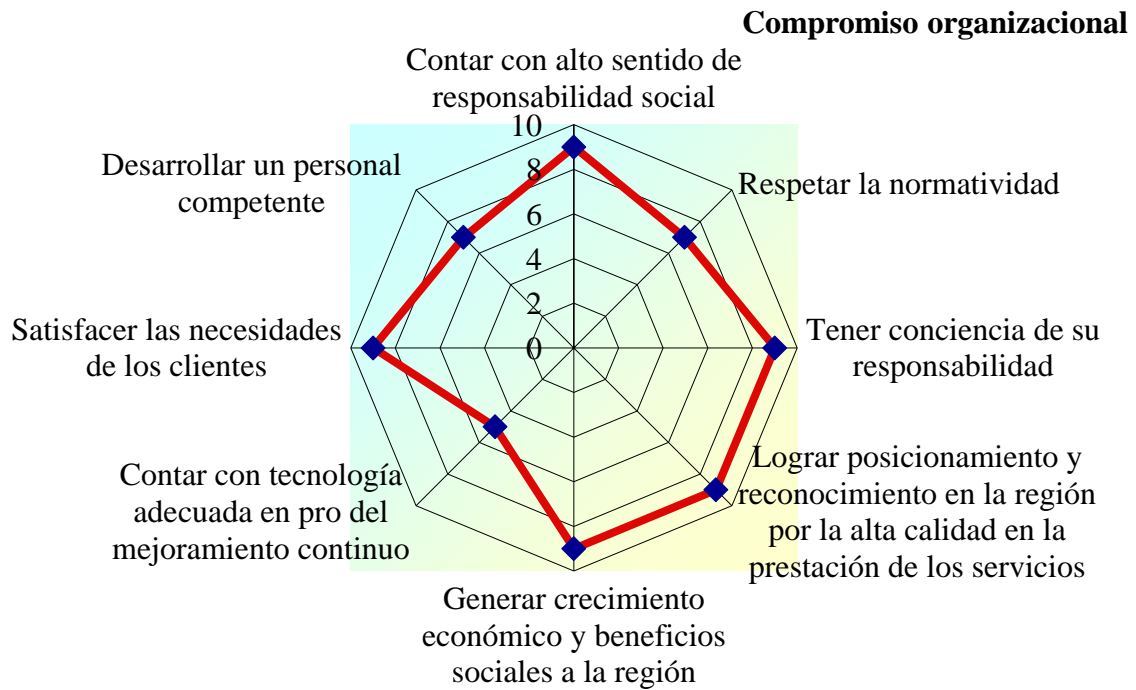 Compromiso organizacional
Contar con alto sentido de
responsabilidad social
10
8
6
4
2
0
Respetar la normatividad
Tener conciencia de su
responsabilidad
Lograr posicionamiento y
reconocimiento en la región
por la alta calidad en la
prestación de los servicios
Generar crecimiento
económico y beneficios
sociales a la región
Contar con tecnología
adecuada en pro del
mejoramiento continuo
Satisfacer las necesidades
de los clientes
Desarrollar un personal
competente